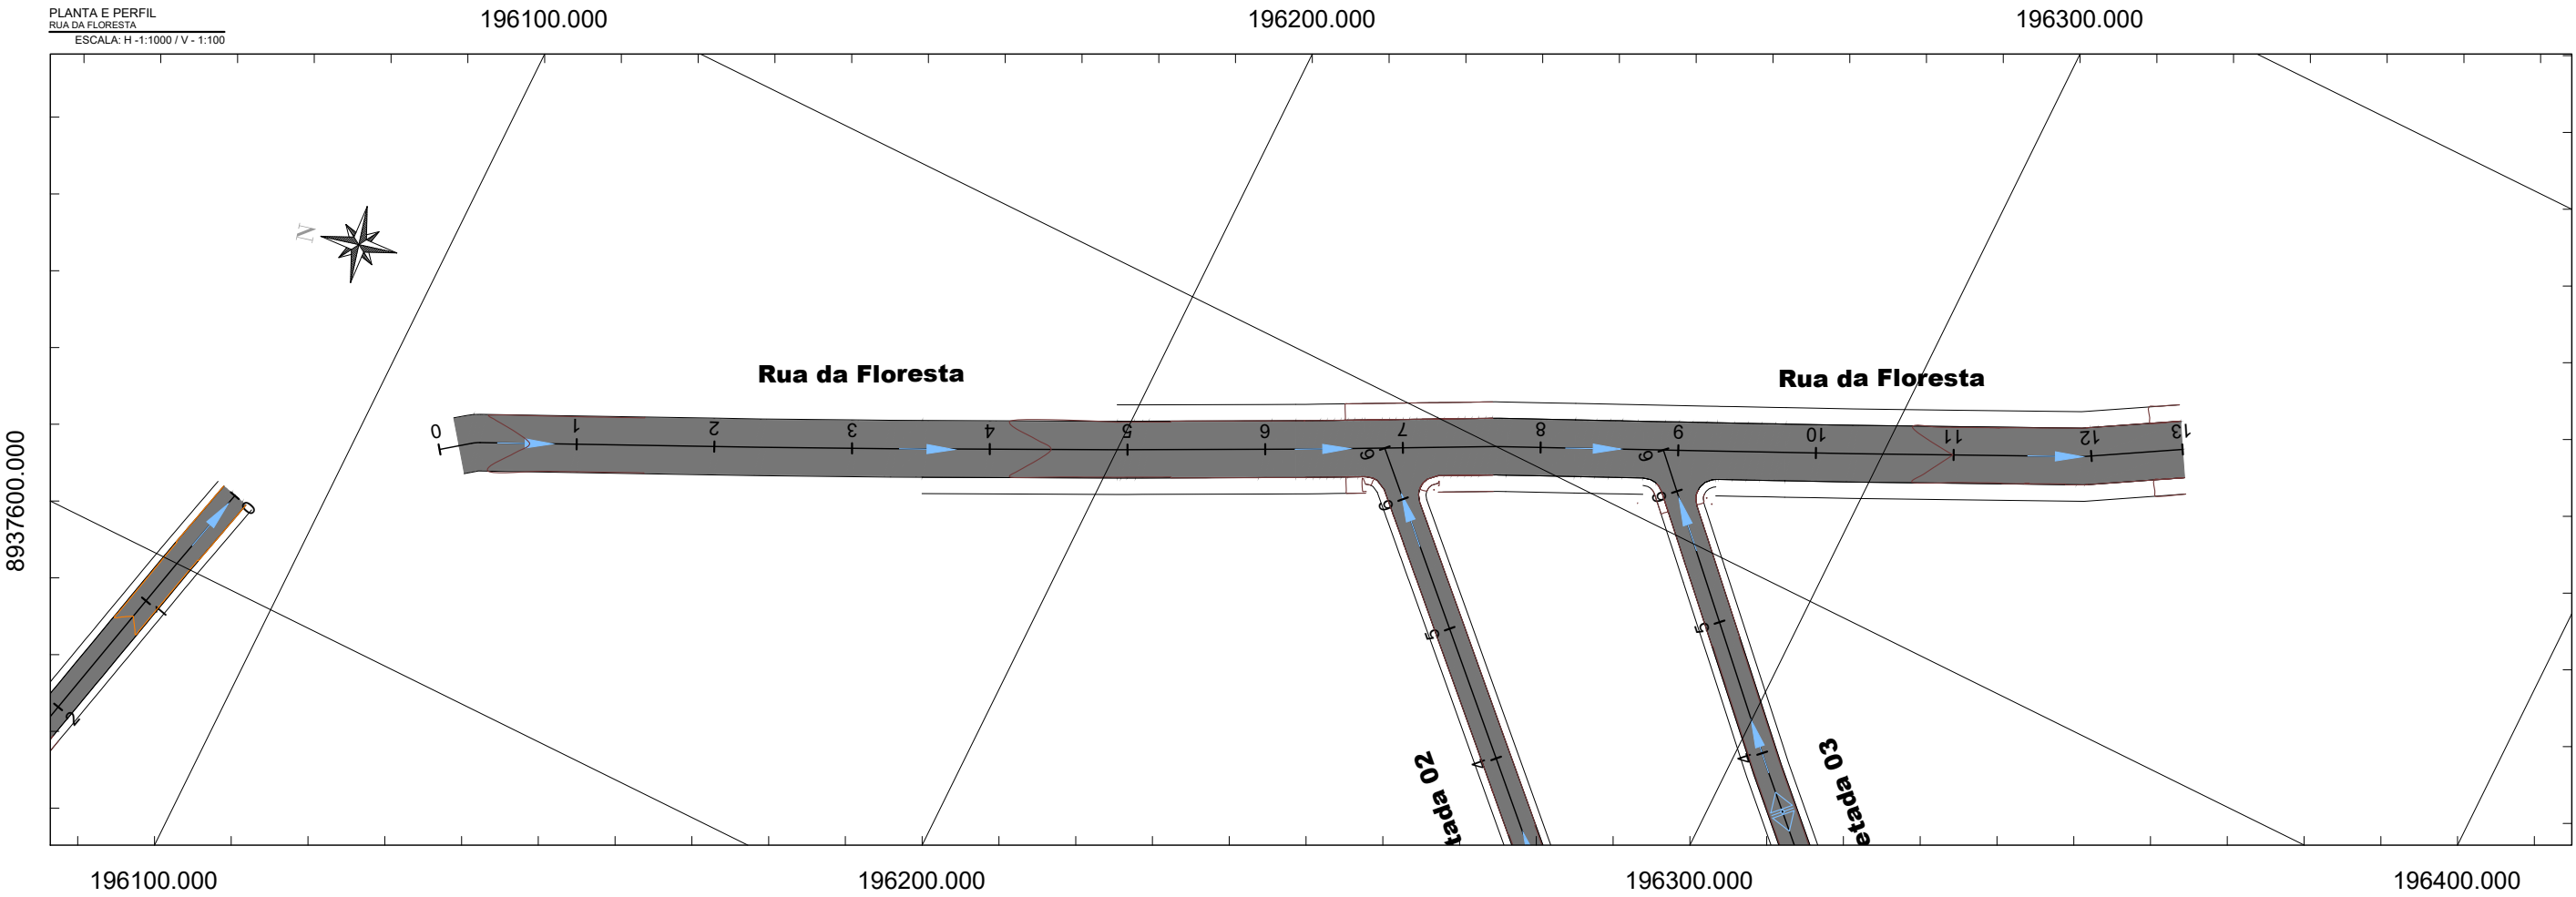 PLANTA E PERFIL
RUA DA FLORESTA
ESCALA: H -1:1000 / V - 1:100
196100.000 196200.000 196300.000
N
Rua da Floresta
Rua da Floresta
0 1 2 3 4 5 6 7 8 9 10 11 12 13
6 6
6 6
0
5 5
1
2
4 4
tada 02
etada 03
8937600.000
196100.000 196200.000 196300.000 196400.000